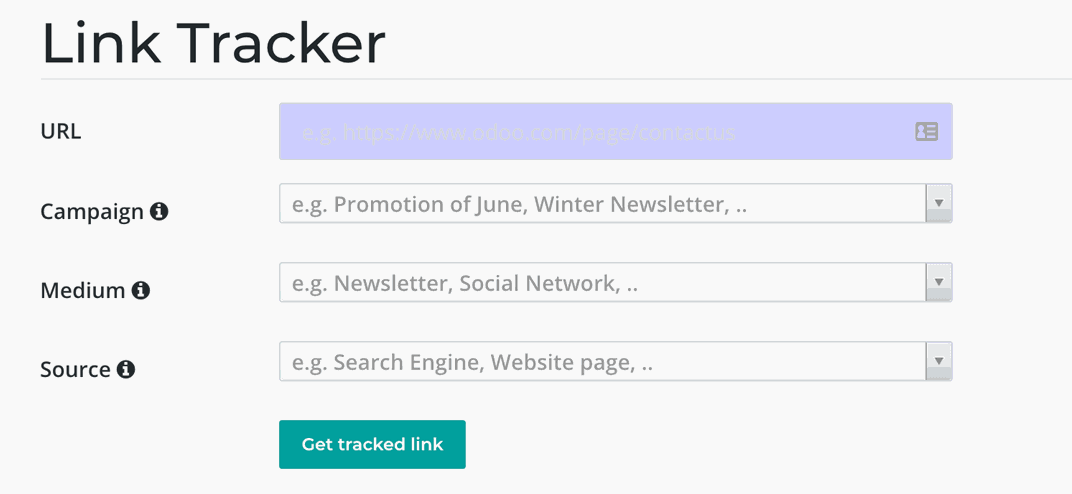 Link Tracker
URL
e.g. https://www.odoo.com/page/contactus
Campaign
e.g. Promotion of June, Winter Newsletter, ..
Medium
e.g. Newsletter, Social Network, ..
Source
e.g. Search Engine, Website page, ..
Get tracked link